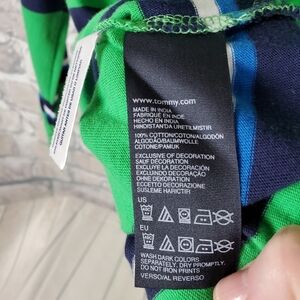 www.tommy.com
MADE IN INDIA
FABRIQUÉ EN INDE
HECHO EN INDIA
HINDISTAN'DA URETILMISTIR
100% COTTON/COTON/ALGODÓN
ALGODÃO/BAUMWOLLE
COTONE/PAMUK
EXCLUSIVE OF DECORATION
SAUF DÉCORATION
EXCLUYE LA DECORACIÓN
EXCLUINDO DECORAÇÃO
OHNE DEKORATION
ECCETTO DECORAZIONE
SUSLEME HARICTIR
US
EU
WASH DARK COLORS
SEPARATELY, DRY PROMPTLY.
DO NOT IRON PRINTS
VERSO/AL REVERSO